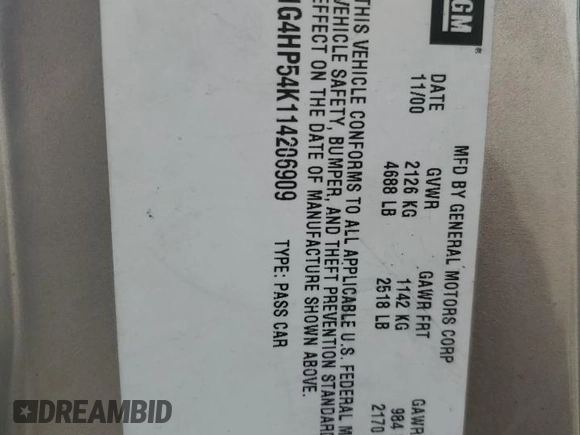 GM®
MFD BY GENERAL MOTORS CORP
DATE GVWR GAWR FRT GAWR
11/00 2126 KG 1142 KG 984
4688 LB 2518 LB 2170
THIS VEHICLE CONFORMS TO ALL APPLICABLE U.S. FEDERAL M
VEHICLE SAFETY, BUMPER, AND THEFT PREVENTION STANDARD
EFFECT ON THE DATE OF MANUFACTURE SHOWN ABOVE.
1G4HP54K114206909 TYPE: PASS CAR
DREAMBID